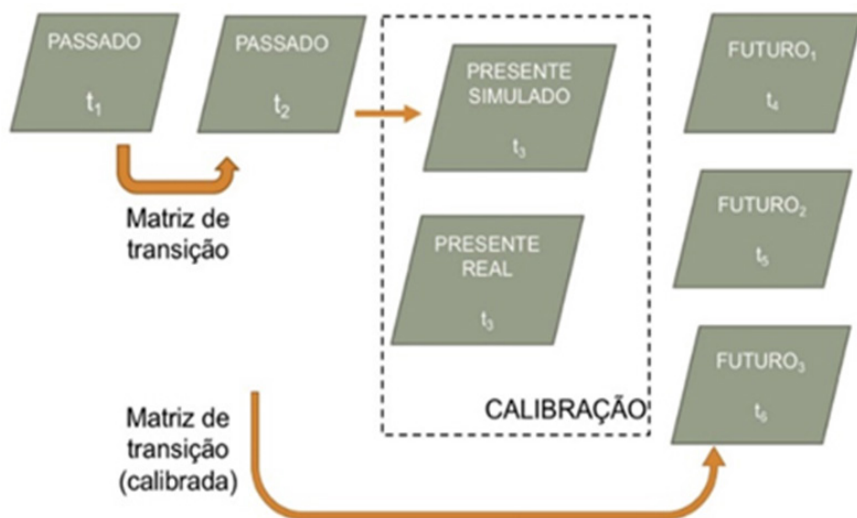 PASSADO
t₁
PASSADO
t₂
PRESENTE
SIMULADO
t₃
FUTURO₁
t₄
Matriz de
transição
PRESENTE
REAL
t₃
FUTURO₂
t₅
CALIBRAÇÃO
FUTURO₃
t₆
Matriz de
transição
(calibrada)